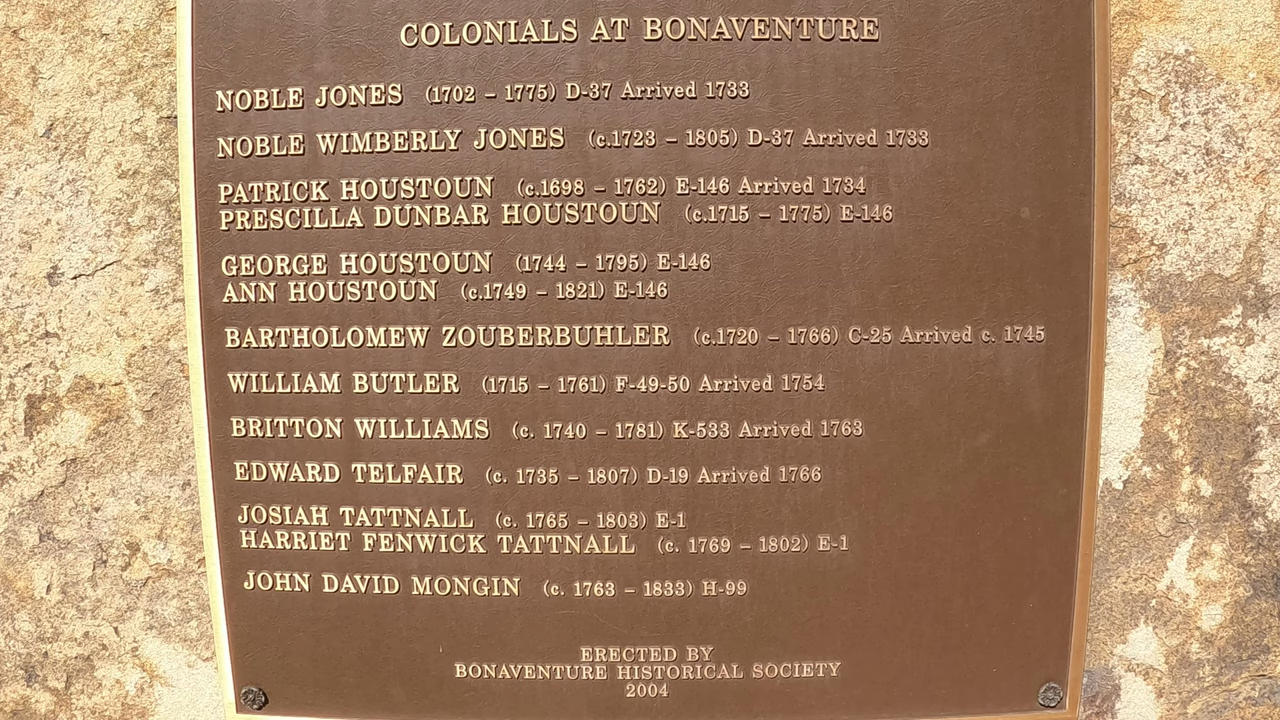 COLONIALS AT BONAVENTURE
NOBLE JONES (1702 – 1775) D-37 Arrived 1733
NOBLE WIMBERLY JONES (c.1723 – 1805) D-37 Arrived 1733
PATRICK HOUSTOUN (c.1698 – 1762) E-146 Arrived 1734
PRESCILLA DUNBAR HOUSTOUN (c.1715 – 1775) E-146
GEORGE HOUSTOUN (1744 – 1795) E-146
ANN HOUSTOUN (c.1749 – 1821) E-146
BARTHOLOMEW ZOUBERBUHLER (c.1720 – 1766) C-25 Arrived c. 1745
WILLIAM BUTLER (1715 – 1761) F-49-50 Arrived 1754
BRITTON WILLIAMS (c. 1740 – 1781) K-533 Arrived 1763
EDWARD TELFAIR (c. 1735 – 1807) D-19 Arrived 1766
JOSIAH TATTNALL (c. 1765 – 1803) E-1
HARRIET FENWICK TATTNALL (c. 1769 – 1802) E-1
JOHN DAVID MONGIN (c. 1763 – 1833) H-99
ERECTED BY
BONAVENTURE HISTORICAL SOCIETY
2004